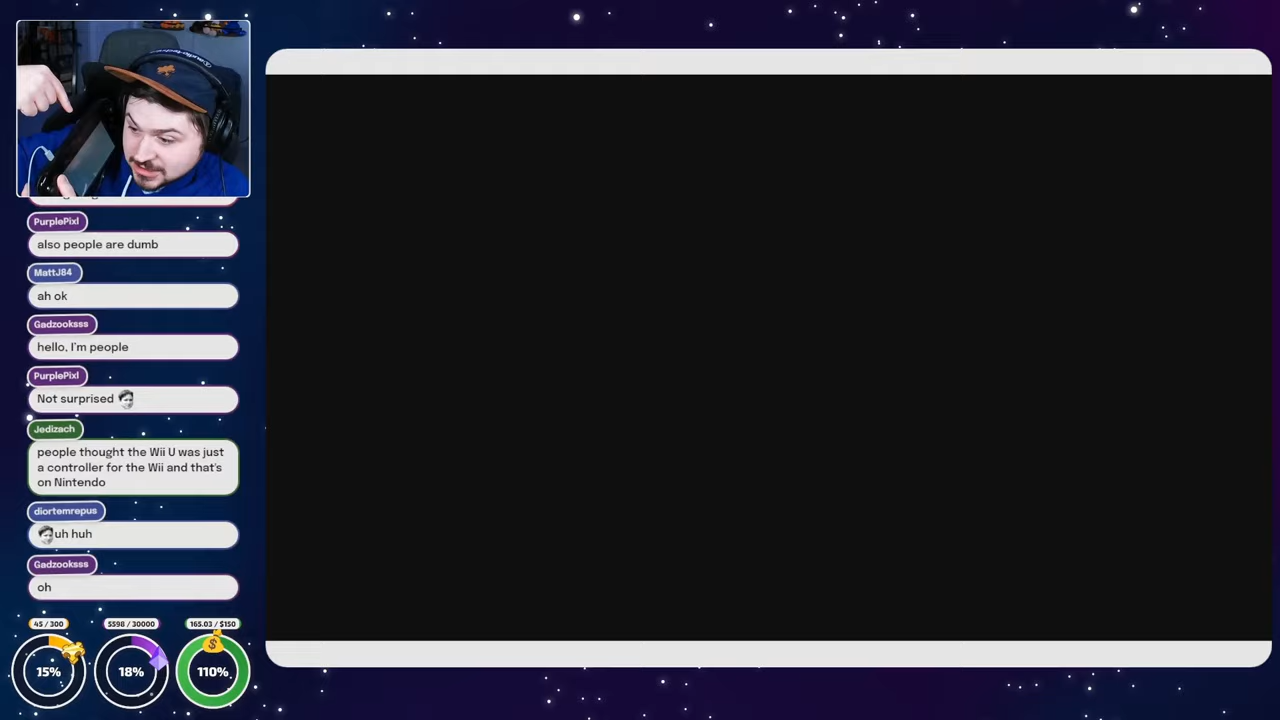 PurplePixl
also people are dumb
MattJ84
ah ok
Gadzooksss
hello, I'm people
PurplePixl
Not surprised
Jedizach
people thought the Wii U was just
a controller for the Wii and that's
on Nintendo
diortemrepus
uh huh
Gadzooksss
oh
45 / 300
5598 / 30000
165.03 / $150
15%
18%
110%